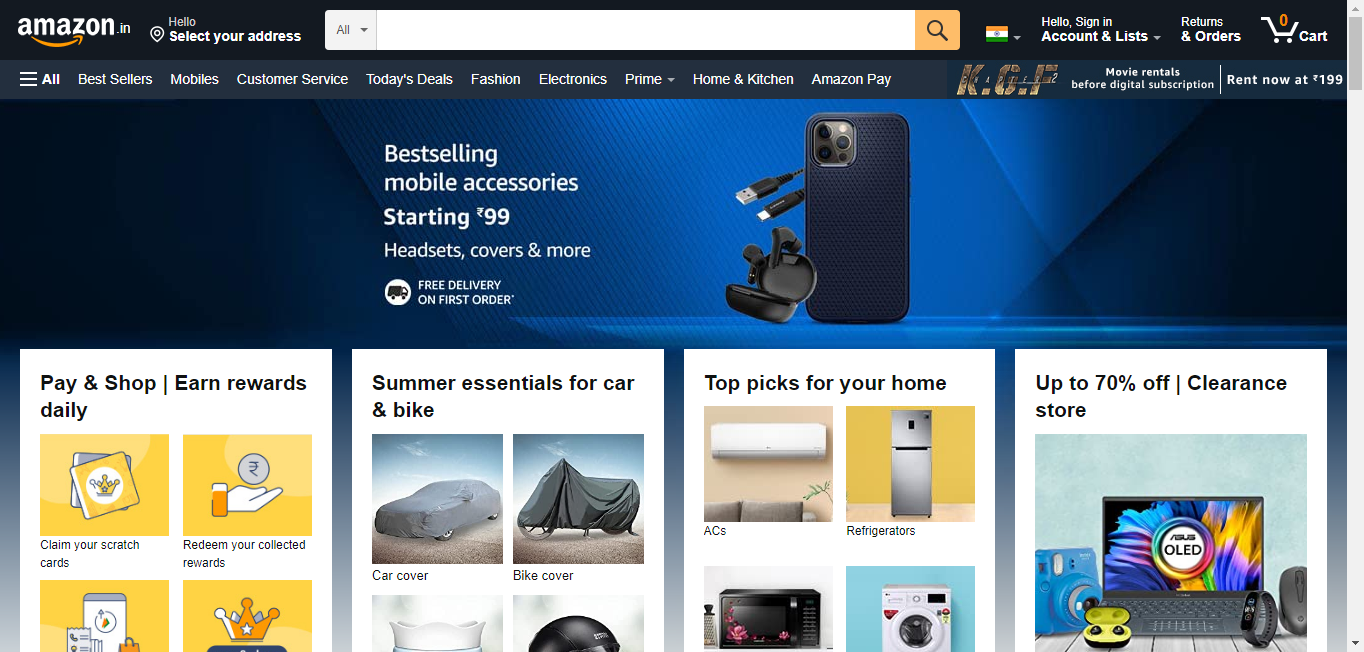 amazon.in
Hello
Select your address
All
Hello, Sign in
Account & Lists
Returns
& Orders
0
Cart
All
Best Sellers
Mobiles
Customer Service
Today's Deals
Fashion
Electronics
Prime
Home & Kitchen
Amazon Pay
K.G.F 2
Movie rentals
before digital subscription
Rent now at ₹199
Bestselling
mobile accessories
Starting ₹99
Headsets, covers & more
FREE DELIVERY
ON FIRST ORDER*
Pay & Shop | Earn rewards
daily
₹
Claim your scratch
cards
Redeem your collected
rewards
Summer essentials for car
& bike
Car cover
Bike cover
Top picks for your home
ACs
Refrigerators
Up to 70% off | Clearance
store
ASUS
OLED